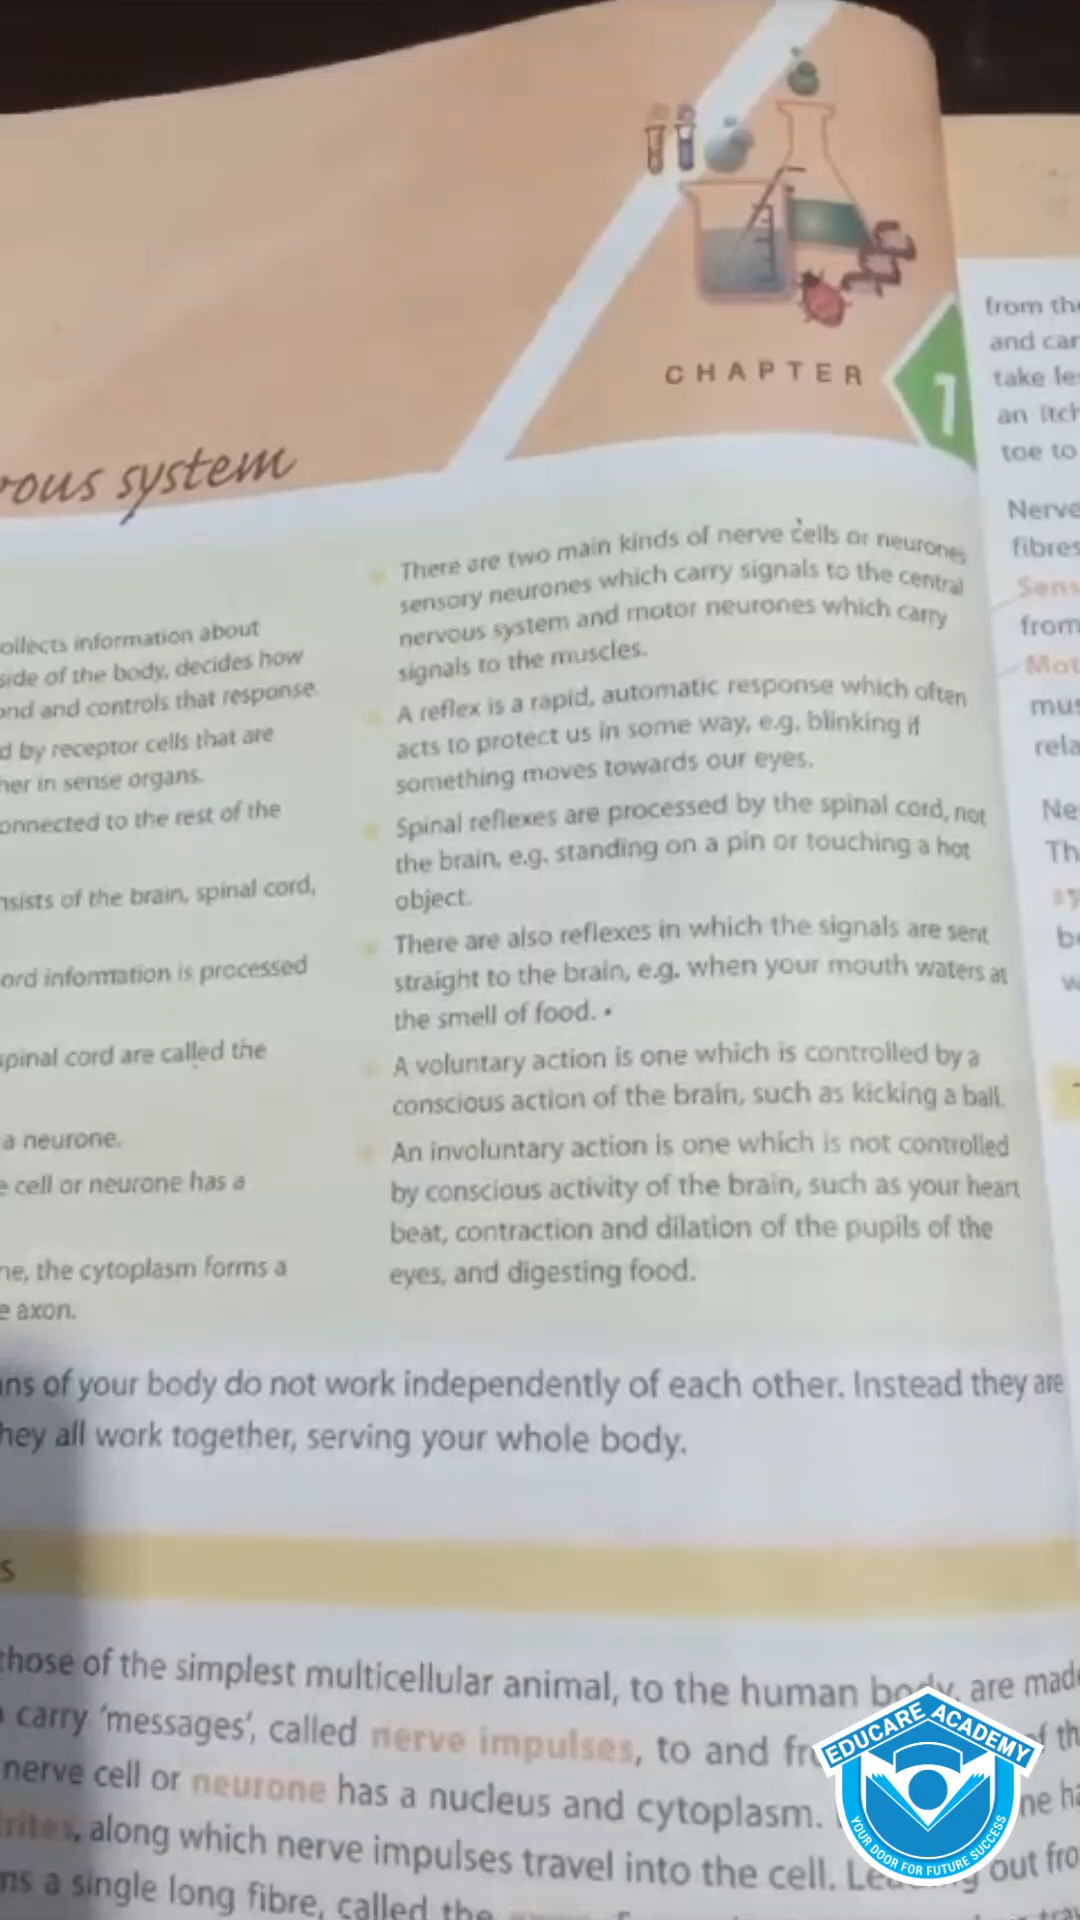 CHAPTER
1
system
ollects information about
side of the body, decides how
and and controls that response.
d by receptor cells that are
her in sense organs.
onnected to the rest of the
nsists of the brain, spinal cord,
ord information is processed
spinal cord are called the
a neurone.
e cell or neurone has a
ne, the cytoplasm forms a
e axon.
There are two main kinds of nerve cells or neurones
sensory neurones which carry signals to the central
nervous system and motor neurones which carry
signals to the muscles.
A reflex is a rapid, automatic response which often
acts to protect us in some way, e.g. blinking if
something moves towards our eyes.
Spinal reflexes are processed by the spinal cord, not
the brain, e.g. standing on a pin or touching a hot
object.
There are also reflexes in which the signals are sent
straight to the brain, e.g. when your mouth waters at
the smell of food.
A voluntary action is one which is controlled by a
conscious action of the brain, such as kicking a ball.
An involuntary action is one which is not controlled
by conscious activity of the brain, such as your heart
beat, contraction and dilation of the pupils of the
eyes, and digesting food.
ans of your body do not work independently of each other. Instead they are
hey all work together, serving your whole body.
s
those of the simplest multicellular animal, to the human body, are made
carry 'messages', called nerve impulses, to and of th
nerve cell or neurone has a nucleus and cytoplasm. ne ha
rites, along which nerve impulses travel into the cell. out fro
ns a single long fibre, called the
from the
and car
take le
an itch
toe to
Nerve
fibres
Sens
from
Mot
mus
rela
Ne
Th
EDUCARE ACADEMY
YOUR DOOR FOR FUTURE SUCCESS